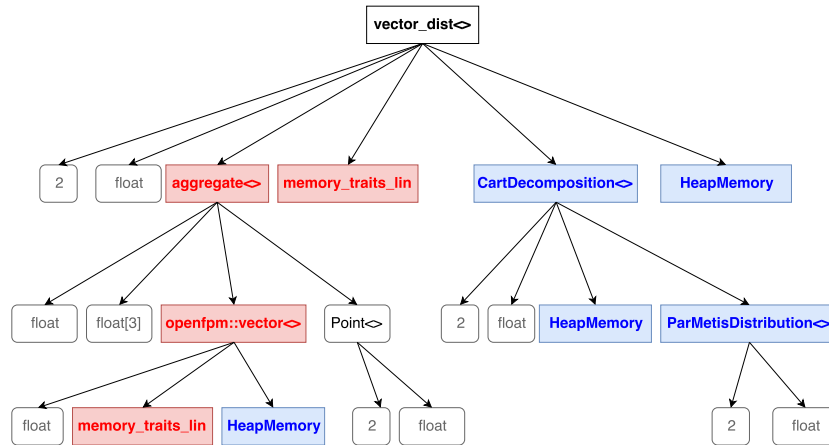 vector_dist<>
2
float
aggregate<>
memory_traits_lin
CartDecomposition<>
HeapMemory
float
float[3]
openfpm::vector<>
Point<>
2
float
HeapMemory
ParMetisDistribution<>
float
memory_traits_lin
HeapMemory
2
float
2
float